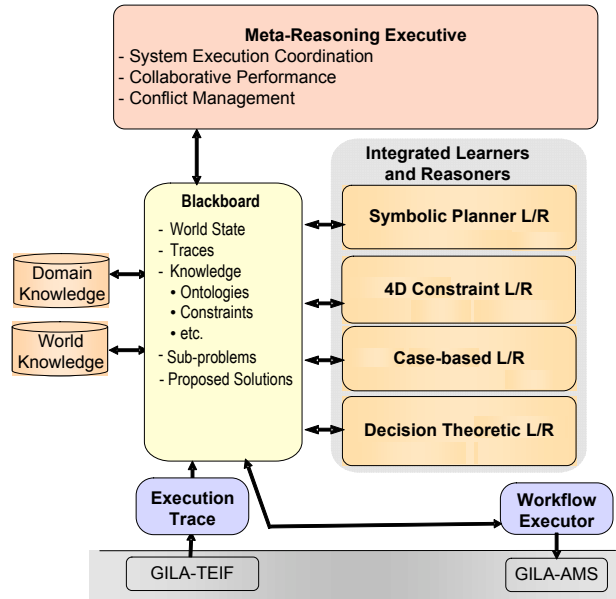 Meta-Reasoning Executive
- System Execution Coordination
- Collaborative Performance
- Conflict Management
Integrated Learners
and Reasoners
Blackboard
- World State
- Traces
- Knowledge
• Ontologies
• Constraints
• etc.
- Sub-problems
- Proposed Solutions
Symbolic Planner L/R
4D Constraint L/R
Case-based L/R
Decision Theoretic L/R
Domain
Knowledge
World
Knowledge
Execution
Trace
Workflow
Executor
GILA-TEIF
GILA-AMS